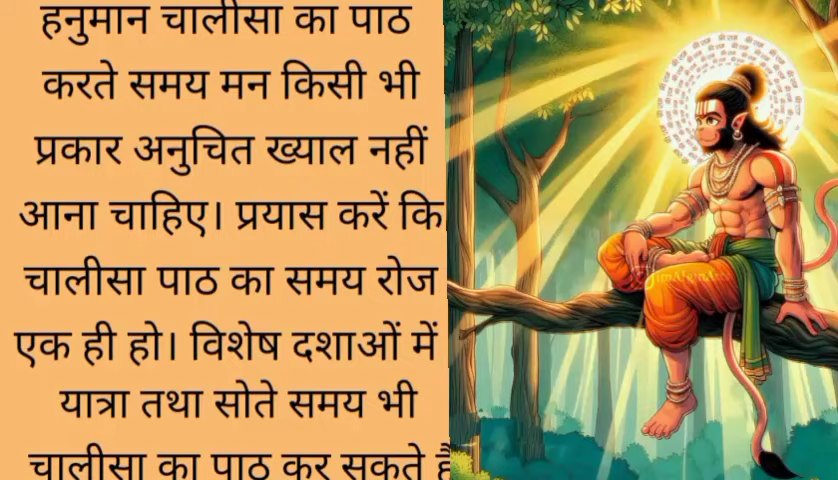 हनुमान चालीसा का पाठ
करते समय मन किसी भी
प्रकार अनुचित ख्याल नहीं
आना चाहिए। प्रयास करें कि
चालीसा पाठ का समय रोज
एक ही हो। विशेष दशाओं में
यात्रा तथा सोते समय भी
चालीसा का पाठ कर सकते हैं